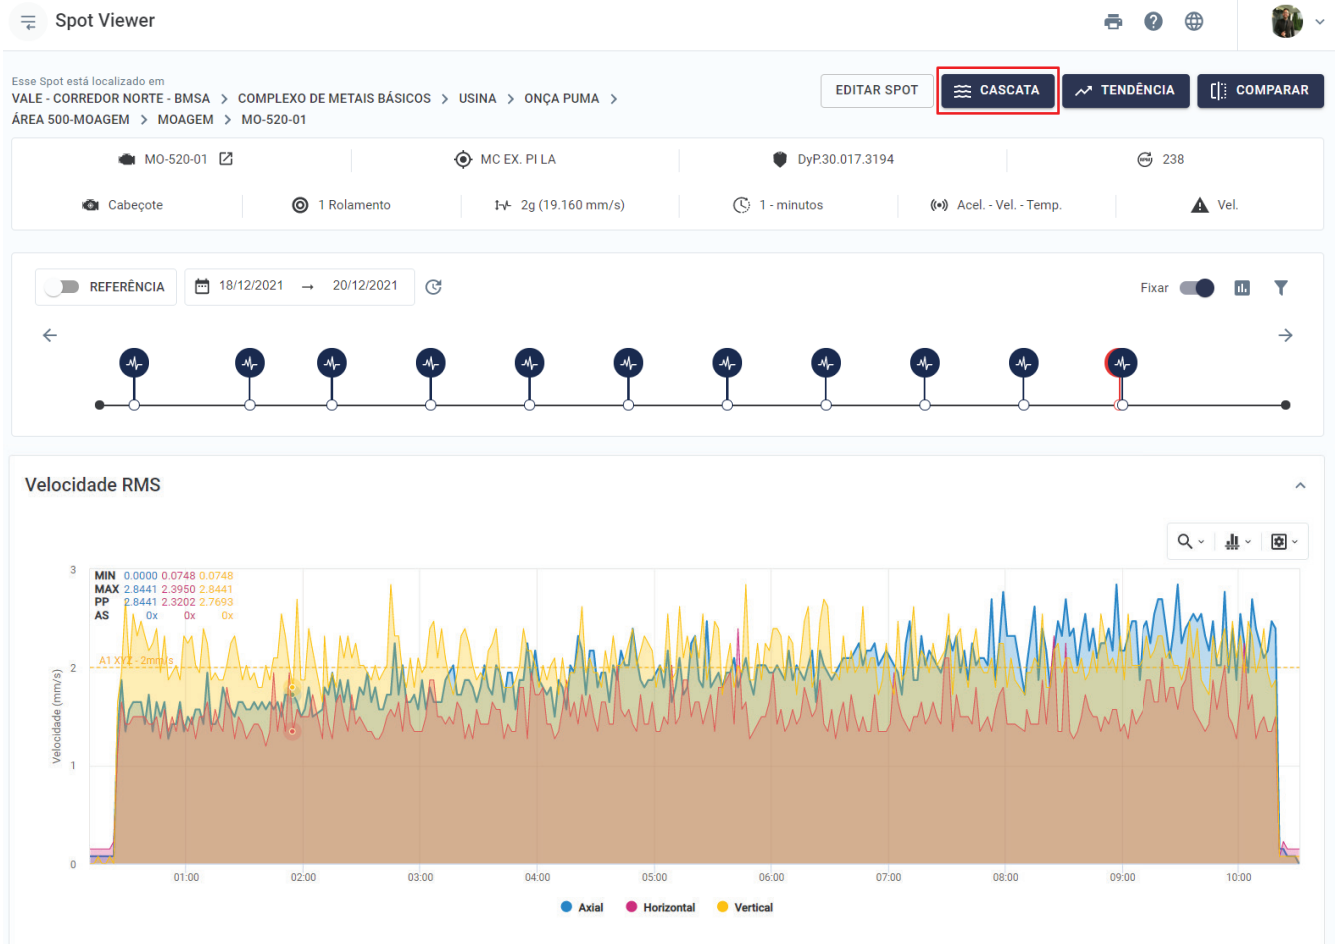 Spot Viewer
Esse Spot está localizado em
VALE - CORREDOR NORTE - BMSA > COMPLEXO DE METAIS BÁSICOS > USINA > ONÇA PUMA >
ÁREA 500-MOAGEM > MOAGEM > MO-520-01
EDITAR SPOT CASCATA TENDÊNCIA COMPARAR
MO-520-01 MC EX. PI LA DyP.30.017.3194 RPM 238
Cabeçote 1 Rolamento 2g (19.160 mm/s) 1 - minutos Acel. - Vel. - Temp. Vel.
REFERÊNCIA 18/12/2021 → 20/12/2021 Fixar
Velocidade RMS
MIN 0.0000 0.0748 0.0748
MAX 2.8441 2.3950 2.8441
PP 2.8441 2.3202 2.7693
AS 0x 0x 0x
A1 XYZ - 2mm/s
Velocidade (mm/s)
3
2
1
0
01:00 02:00 03:00 04:00 05:00 06:00 07:00 08:00 09:00 10:00
Axial Horizontal Vertical